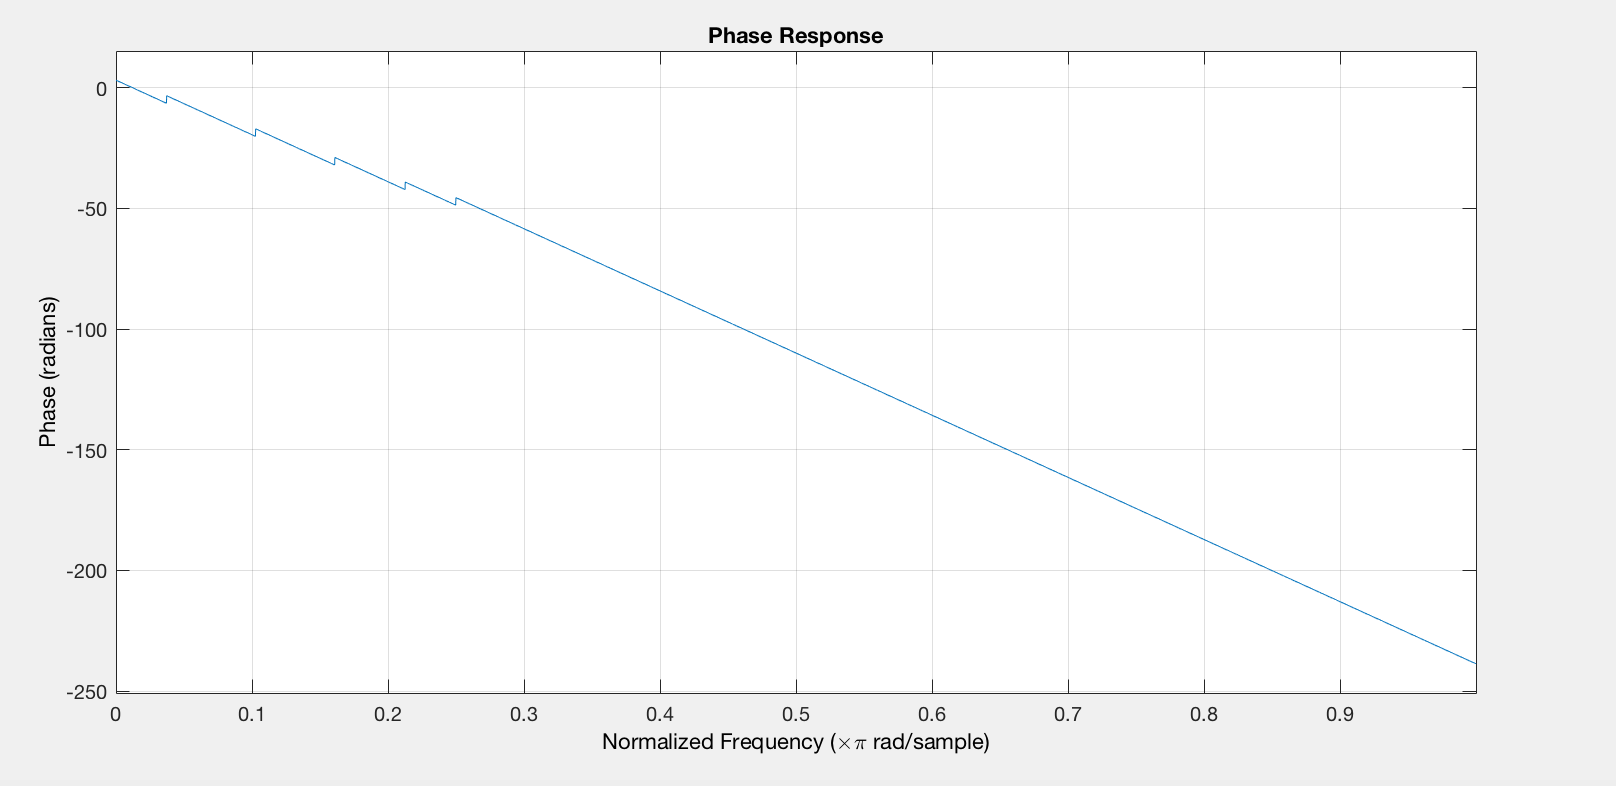 Phase Response
0
-50
-100
-150
-200
-250
Phase (radians)
0 0.1 0.2 0.3 0.4 0.5 0.6 0.7 0.8 0.9
Normalized Frequency (×π rad/sample)